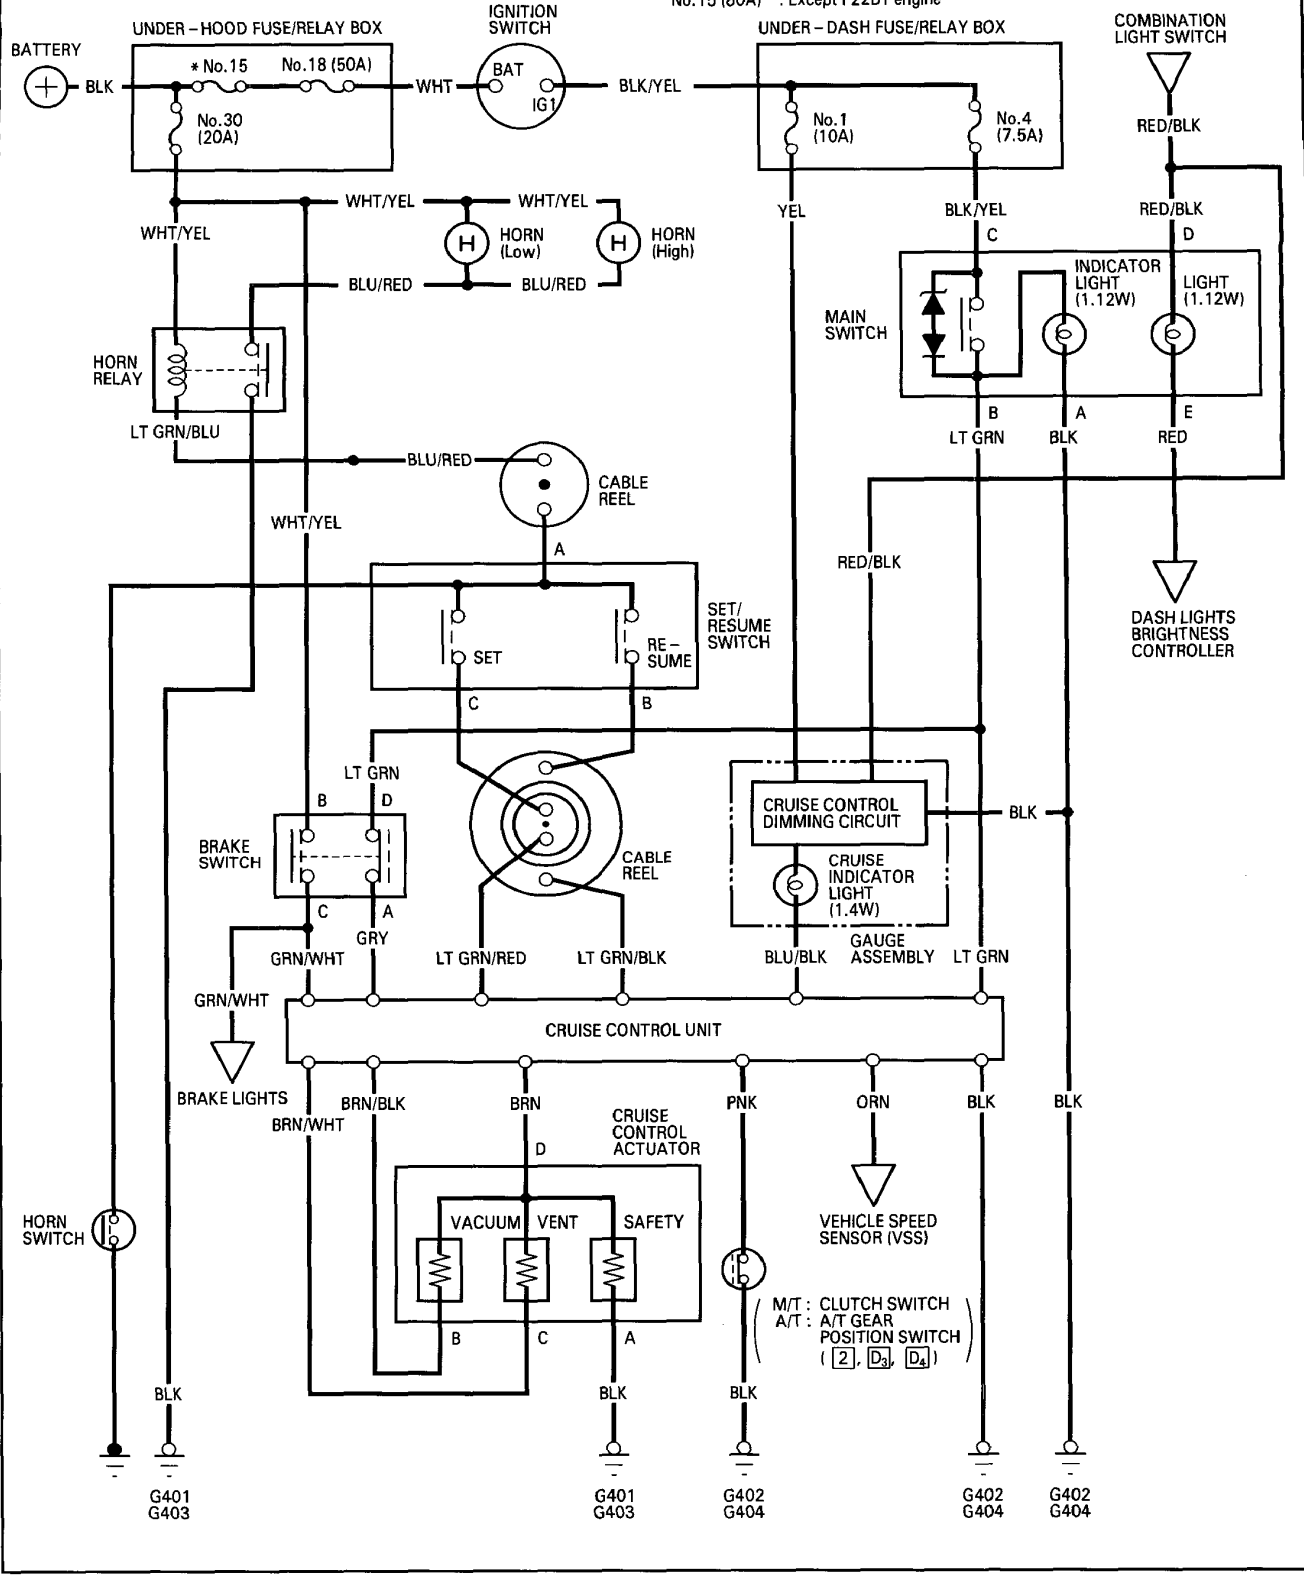 No.15 (80A) * : Except F22B1 engine
UNDER-HOOD FUSE/RELAY BOX
IGNITION
SWITCH
UNDER-DASH FUSE/RELAY BOX
COMBINATION
LIGHT SWITCH
BATTERY
BLK
* No.15
No.18 (50A)
WHT
BAT
IG1
BLK/YEL
No.30
(20A)
No.1
(10A)
No.4
(7.5A)
RED/BLK
WHT/YEL
WHT/YEL
WHT/YEL
YEL
BLK/YEL
RED/BLK
C
D
H
HORN
(Low)
H
HORN
(High)
BLU/RED
BLU/RED
INDICATOR
LIGHT
(1.12W)
LIGHT
(1.12W)
MAIN
SWITCH
HORN
RELAY
LT GRN/BLU
B
A
E
LT GRN
BLK
RED
BLU/RED
CABLE
REEL
WHT/YEL
A
RED/BLK
SET/
RESUME
SWITCH
SET
RE-
SUME
DASH LIGHTS
BRIGHTNESS
CONTROLLER
C
B
LT GRN
B
D
BRAKE
SWITCH
CRUISE CONTROL
DIMMING CIRCUIT
BLK
CABLE
REEL
CRUISE
INDICATOR
LIGHT
(1.4W)
C
A
GRY
GRN/WHT
LT GRN/RED
LT GRN/BLK
BLU/BLK
GAUGE
ASSEMBLY
LT GRN
GRN/WHT
CRUISE CONTROL UNIT
BRAKE LIGHTS
BRN/BLK
BRN/WHT
BRN
CRUISE
CONTROL
ACTUATOR
PNK
ORN
BLK
BLK
D
VACUUM
VENT
SAFETY
HORN
SWITCH
VEHICLE SPEED
SENSOR (VSS)
M/T : CLUTCH SWITCH
A/T : A/T GEAR
POSITION SWITCH
( 2 , D3, D4 )
B
C
A
BLK
BLK
BLK
G401
G403
G401
G403
G402
G404
G402
G404
G402
G404